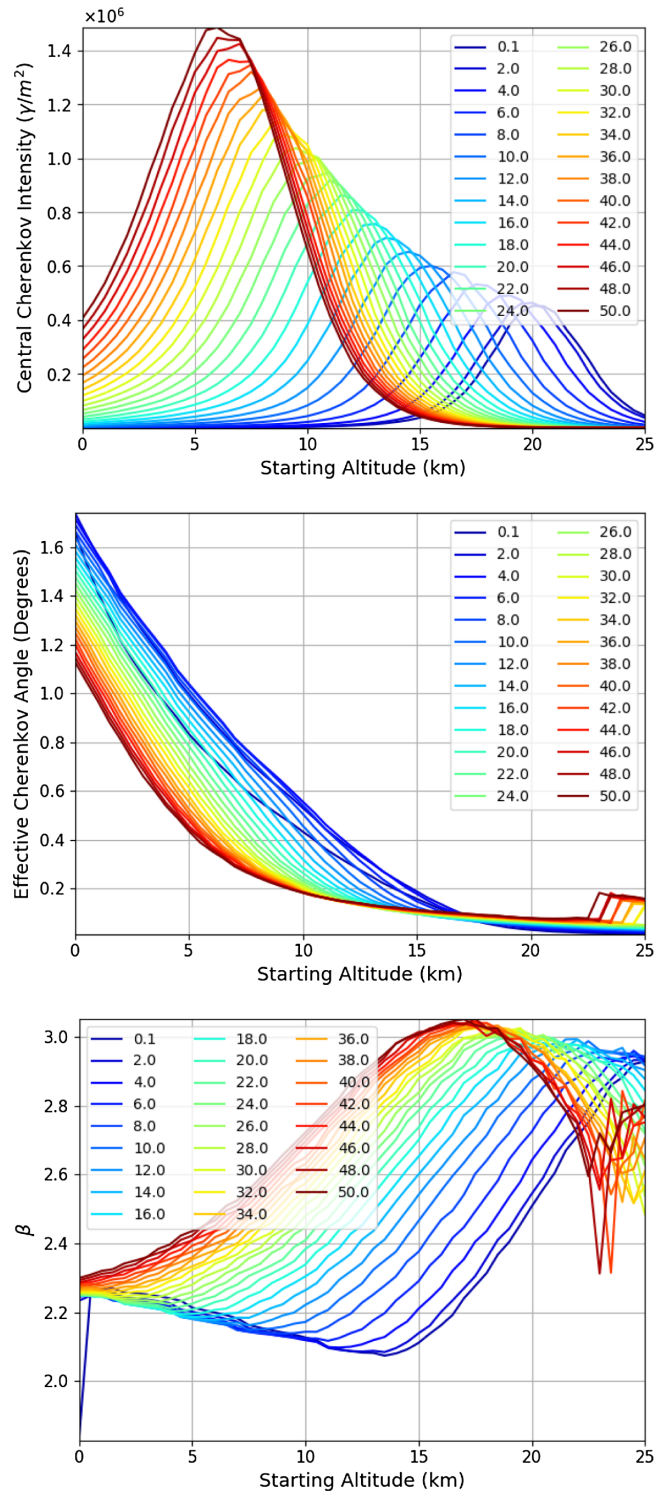 ×10⁶
Central Cherenkov Intensity (γ/m²)
1.4
1.2
1.0
0.8
0.6
0.4
0.2
0.1 26.0
2.0 28.0
4.0 30.0
6.0 32.0
8.0 34.0
10.0 36.0
12.0 38.0
14.0 40.0
16.0 42.0
18.0 44.0
20.0 46.0
22.0 48.0
24.0 50.0
0 5 10 15 20 25
Starting Altitude (km)
Effective Cherenkov Angle (Degrees)
1.6
1.4
1.2
1.0
0.8
0.6
0.4
0.2
0.1 26.0
2.0 28.0
4.0 30.0
6.0 32.0
8.0 34.0
10.0 36.0
12.0 38.0
14.0 40.0
16.0 42.0
18.0 44.0
20.0 46.0
22.0 48.0
24.0 50.0
0 5 10 15 20 25
Starting Altitude (km)
β
3.0
2.8
2.6
2.4
2.2
2.0
0.1 18.0 36.0
2.0 20.0 38.0
4.0 22.0 40.0
6.0 24.0 42.0
8.0 26.0 44.0
10.0 28.0 46.0
12.0 30.0 48.0
14.0 32.0 50.0
16.0 34.0
0 5 10 15 20 25
Starting Altitude (km)